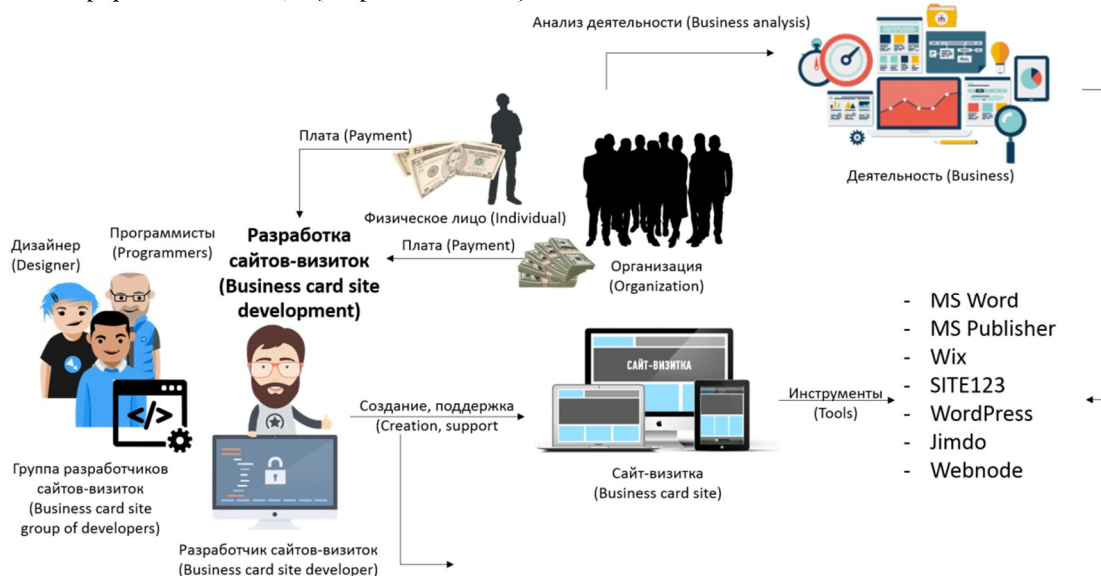 Анализ деятельности (Business analysis)
Плата (Payment)
Деятельность (Business)
Физическое лицо (Individual)
Дизайнер
(Designer)
Программисты
(Programmers)
Разработка
сайтов-визиток
(Business card site
development)
Плата (Payment)
Организация
(Organization)
- MS Word
- MS Publisher
- Wix
- SITE123
- WordPress
- Jimdo
- Webnode
САЙТ-ВИЗИТКА
Инструменты
(Tools)
</>
Создание, поддержка
(Creation, support
Группа разработчиков
сайтов-визиток
(Business card site
group of developers)
Сайт-визитка
(Business card site)
Разработчик сайтов-визиток
(Business card site developer)